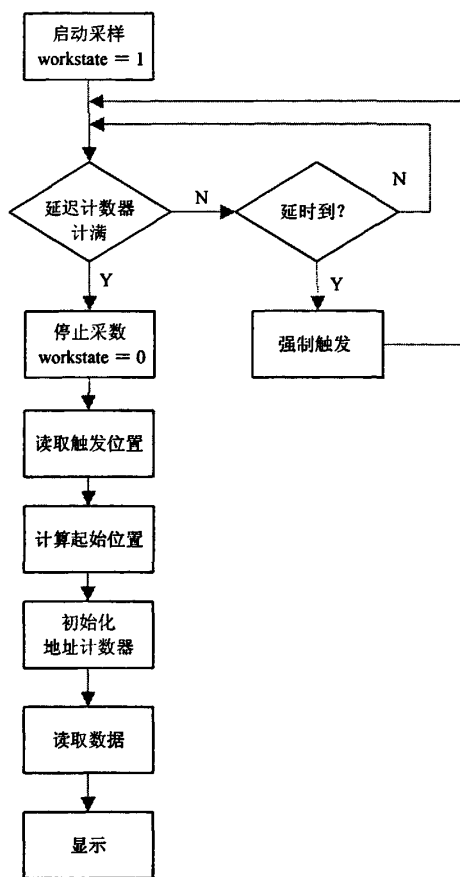 启动采样
workstate = 1
延迟计数器
计满
N
延时到?
N
Y
Y
停止采数
workstate = 0
强制触发
读取触发位置
计算起始位置
初始化
地址计数器
读取数据
显示